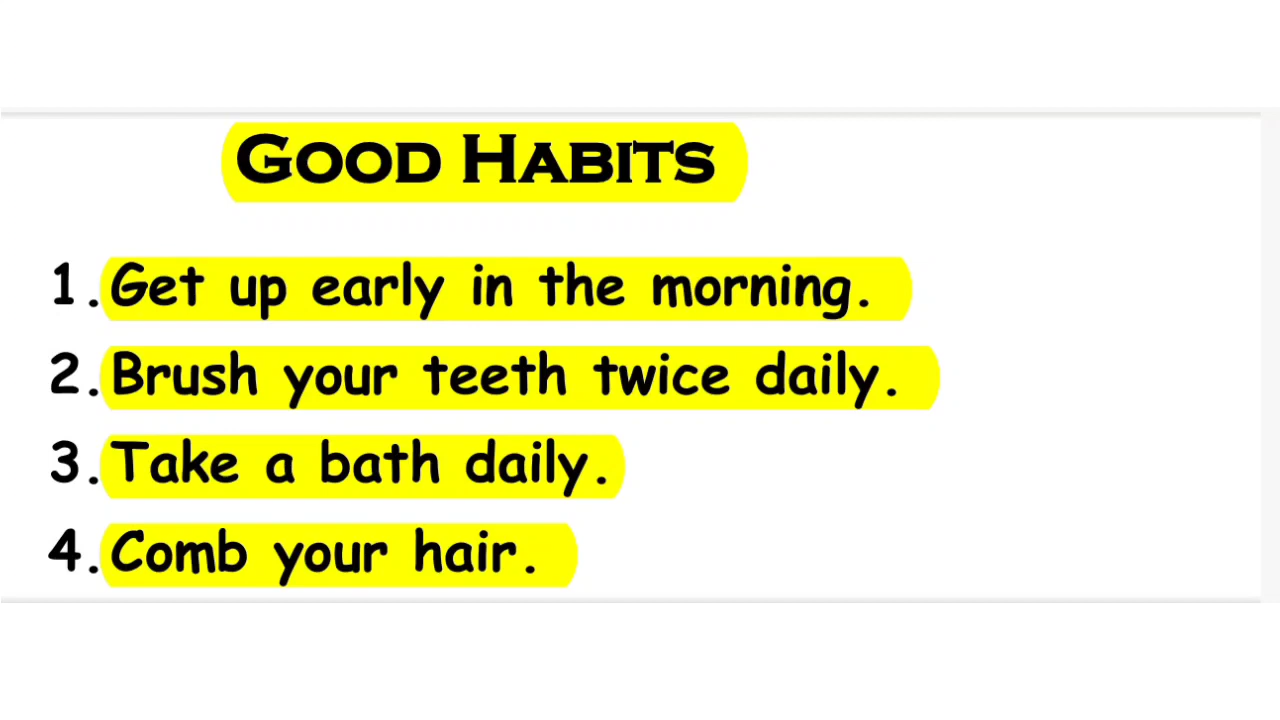 Good Habits
1. Get up early in the morning.
2. Brush your teeth twice daily.
3. Take a bath daily.
4. Comb your hair.